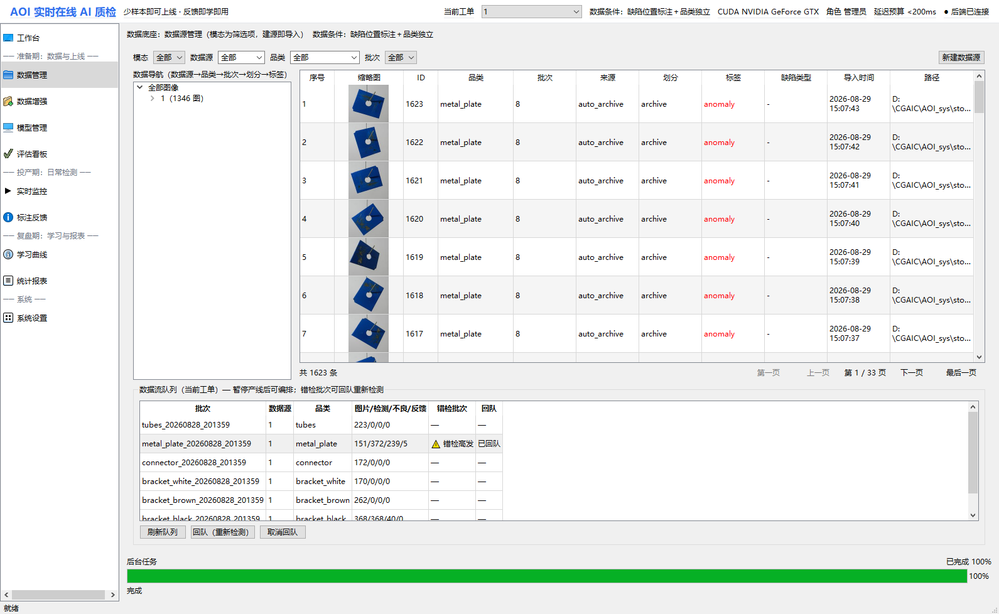 AOI 实时在线 AI 质检 少样本即可上线 · 反馈即学即用 当前工单 1 数据条件：缺陷位置标注＋品类独立 CUDA NVIDIA GeForce GTX 角色 管理员 延迟预算 <200ms ● 后端已连接
工作台
── 准备期：数据与上线 ──
数据管理
数据增强
模型管理
评估看板
── 投产期：日常检测 ──
实时监控
标注反馈
── 复盘期：学习与报表 ──
学习曲线
统计报表
── 系统 ──
系统设置
数据底座：数据源管理（模态为筛选项，建源即导入） 数据条件：缺陷位置标注＋品类独立
模态 全部 数据源 全部 品类 全部 批次 全部 新建数据源
数据导航（数据源→品类→批次→划分→标签）
全部图像
1（1346 图）
序号 缩略图 ID 品类 批次 来源 划分 标签 缺陷类型 导入时间 路径
1 1623 metal_plate 8 auto_archive archive anomaly - 2026-08-29 15:07:43 D:\CGAIC\AOI_sys\sto...
2 1622 metal_plate 8 auto_archive archive anomaly - 2026-08-29 15:07:42 D:\CGAIC\AOI_sys\sto...
3 1621 metal_plate 8 auto_archive archive anomaly - 2026-08-29 15:07:41 D:\CGAIC\AOI_sys\sto...
4 1620 metal_plate 8 auto_archive archive anomaly - 2026-08-29 15:07:40 D:\CGAIC\AOI_sys\sto...
5 1619 metal_plate 8 auto_archive archive anomaly - 2026-08-29 15:07:39 D:\CGAIC\AOI_sys\sto...
6 1618 metal_plate 8 auto_archive archive anomaly - 2026-08-29 15:07:38 D:\CGAIC\AOI_sys\sto...
7 1617 metal_plate 8 auto_archive archive anomaly - 2026-08-29 15:07:37 D:\CGAIC\AOI_sys\sto...
共 1623 条 第一页 上一页 第 1 / 33 页 下一页 最后一页
数据流队列（当前工单）— 暂停产线后可编排；错检批次可回队重新检测
批次 数据源 品类 图片/检测/不良/反馈 错检批次 回队
tubes_20260828_201359 1 tubes 223/0/0/0 — —
metal_plate_20260828_201359 1 metal_plate 151/372/239/5 错检高发 已回队
connector_20260828_201359 1 connector 172/0/0/0 — —
bracket_white_20260828_201359 1 bracket_white 170/0/0/0 — —
bracket_brown_20260828_201359 1 bracket_brown 262/0/0/0 — —
bracket_black_20260828_201359 1 bracket_black 368/368/40/0 — —
刷新队列 回队（重新检测） 取消回队
后台任务 已完成 100%
100%
完成
就绪